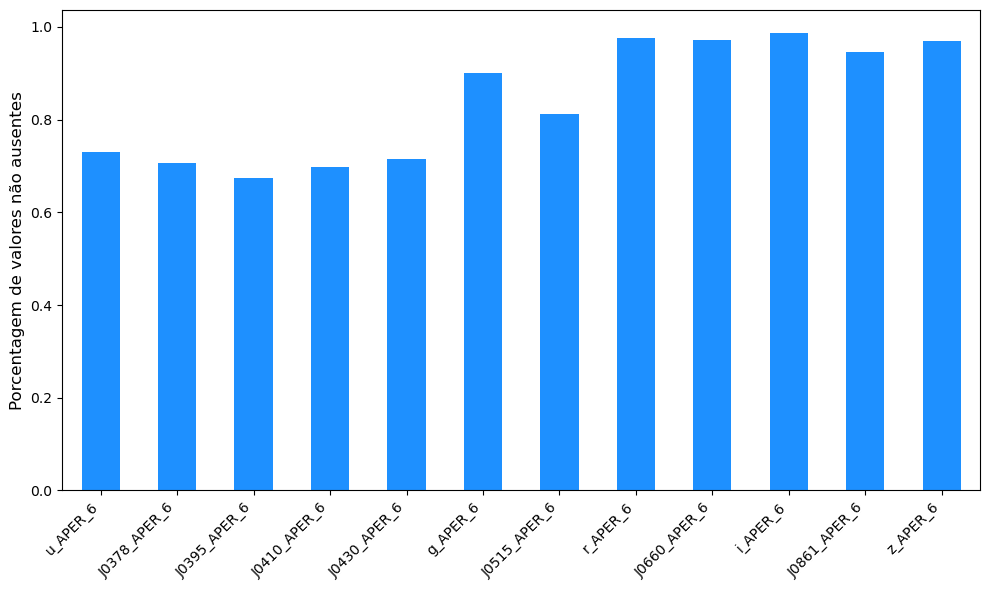 Porcentagem de valores não ausentes
1.0
0.8
0.6
0.4
0.2
0.0
u_APER_6
J0378_APER_6
J0395_APER_6
J0410_APER_6
J0430_APER_6
g_APER_6
J0515_APER_6
r_APER_6
J0660_APER_6
i_APER_6
J0861_APER_6
z_APER_6